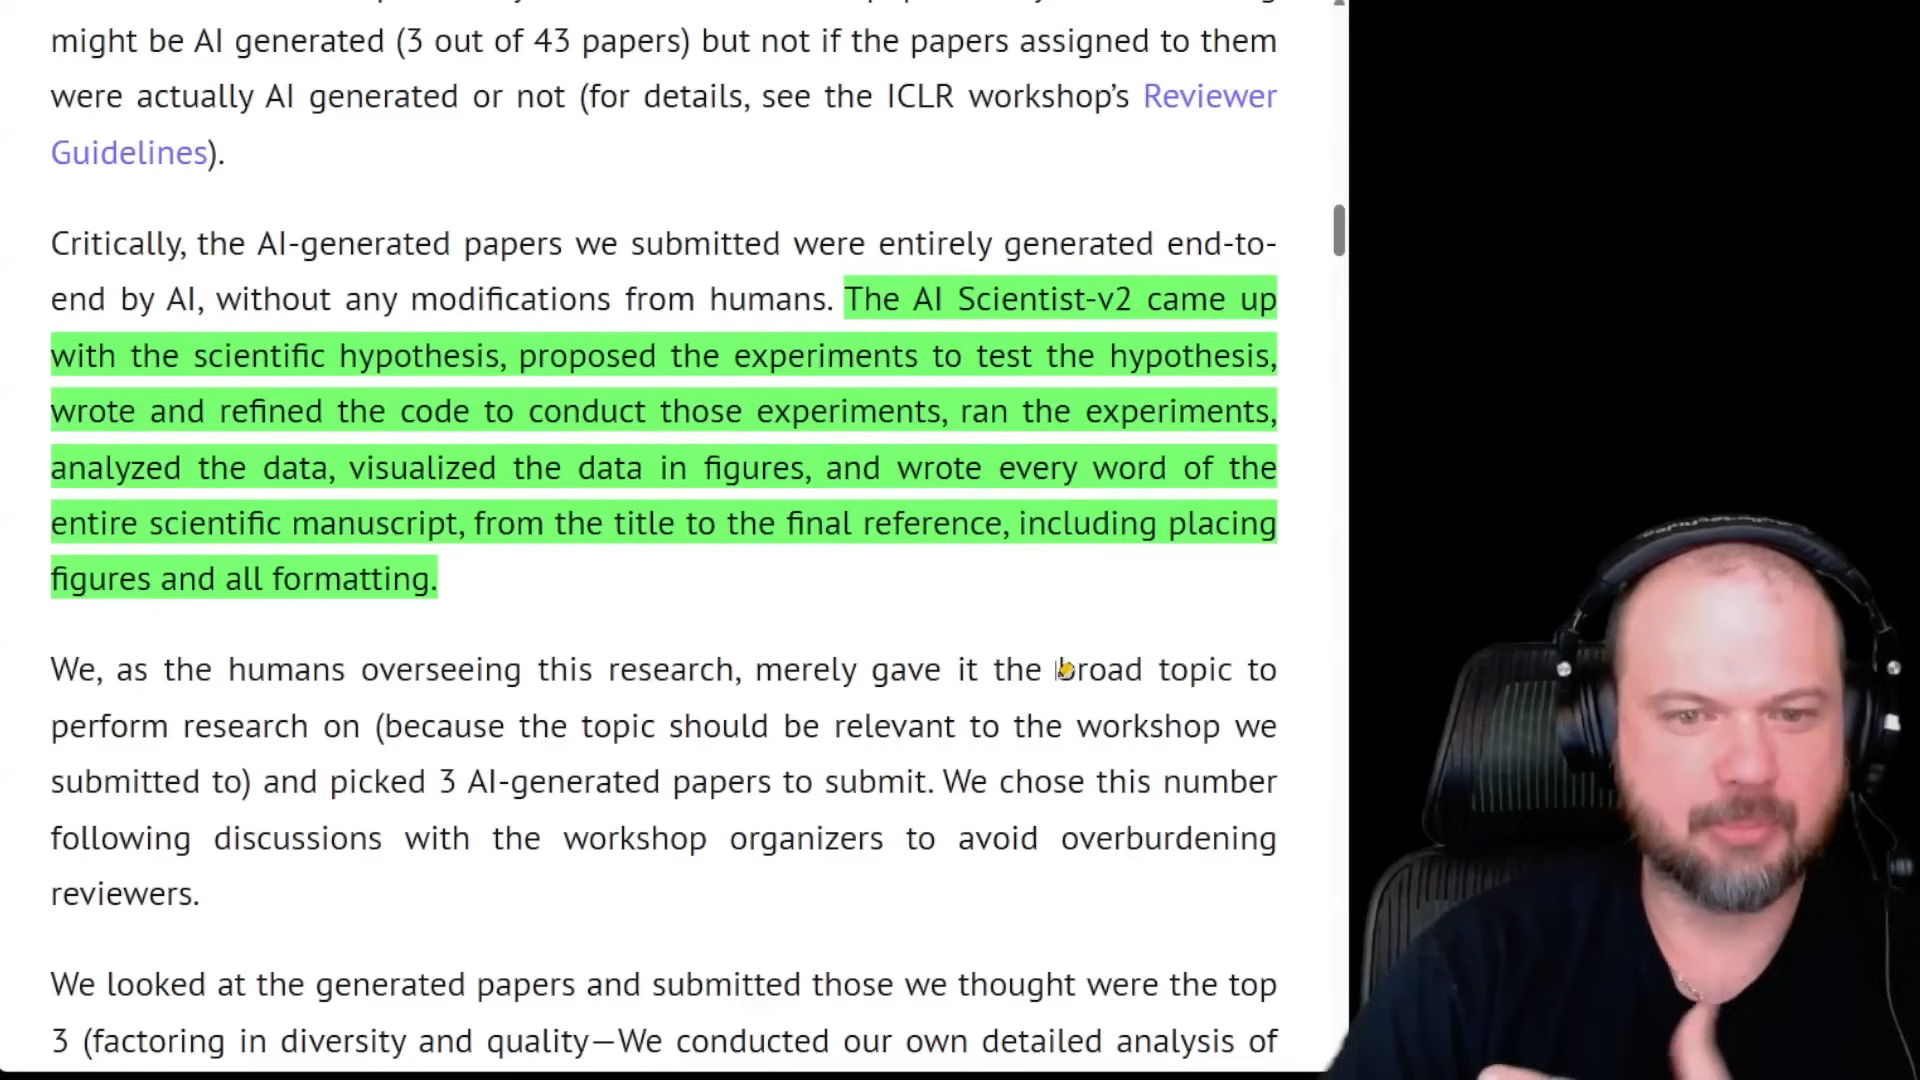 might be AI generated (3 out of 43 papers) but not if the papers assigned to them
were actually AI generated or not (for details, see the ICLR workshop’s Reviewer
Guidelines).
Critically, the AI-generated papers we submitted were entirely generated end-to-
end by AI, without any modifications from humans. The AI Scientist-v2 came up
with the scientific hypothesis, proposed the experiments to test the hypothesis,
wrote and refined the code to conduct those experiments, ran the experiments,
analyzed the data, visualized the data in figures, and wrote every word of the
entire scientific manuscript, from the title to the final reference, including placing
figures and all formatting.
We, as the humans overseeing this research, merely gave it the broad topic to
perform research on (because the topic should be relevant to the workshop we
submitted to) and picked 3 AI-generated papers to submit. We chose this number
following discussions with the workshop organizers to avoid overburdening
reviewers.
We looked at the generated papers and submitted those we thought were the top
3 (factoring in diversity and quality—We conducted our own detailed analysis of